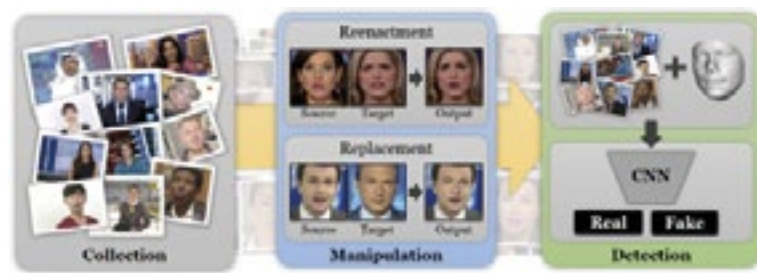 Collection
Reenactment
Source Target Output
Replacement
Source Target Output
Manipulation
CNN
Real Fake
Detection